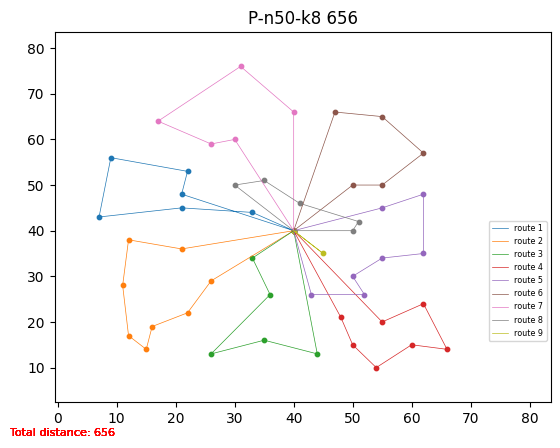 P-n50-k8 656
80
70
60
50
40
30
20
10
0 10 20 30 40 50 60 70 80
route 1
route 2
route 3
route 4
route 5
route 6
route 7
route 8
route 9
Total distance: 656